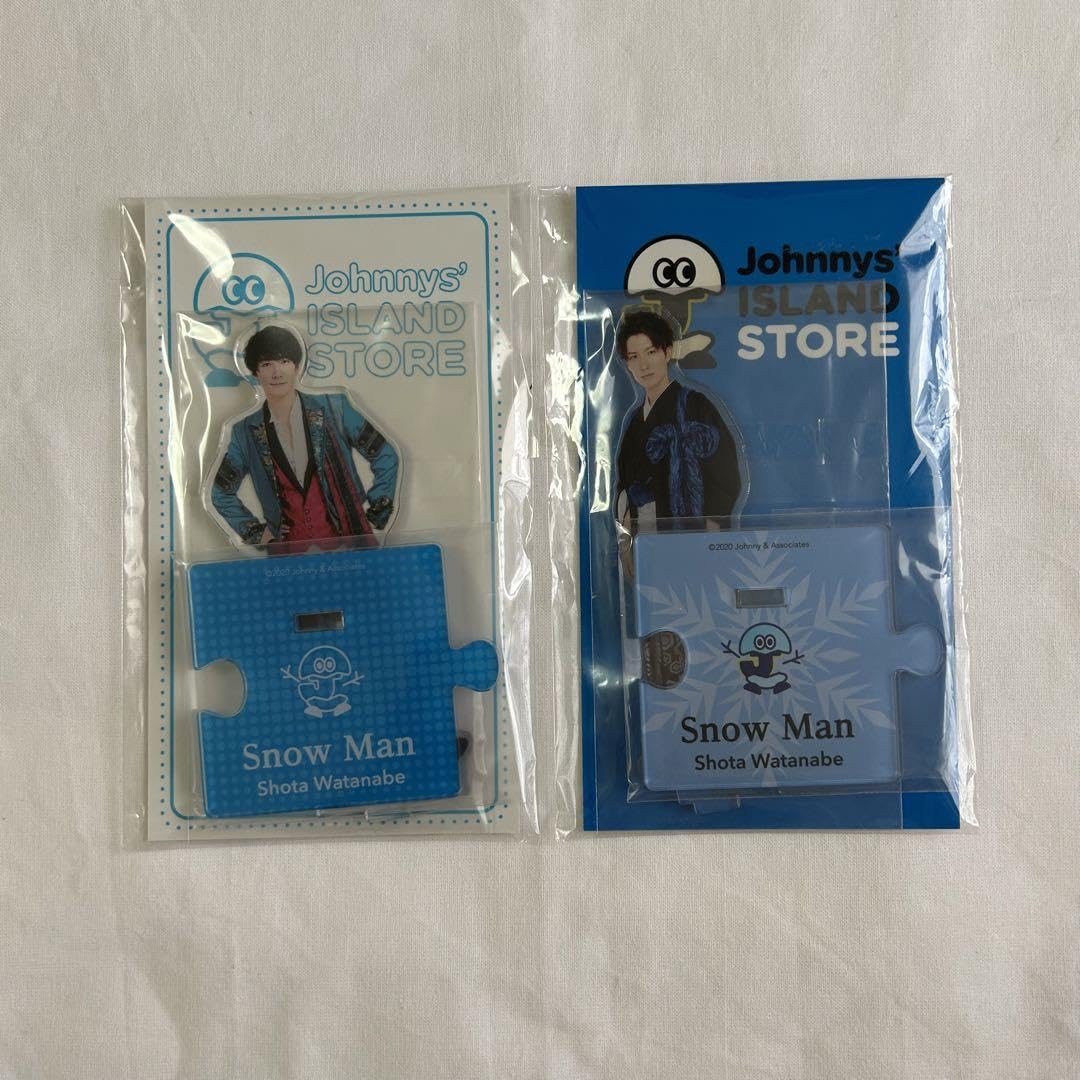 Johnnys'
ISLAND
STORE
©2020 Johnny & Associates
Snow Man
Shota Watanabe
Johnnys'
ISLAND
STORE
©2020 Johnny & Associates
Snow Man
Shota Watanabe